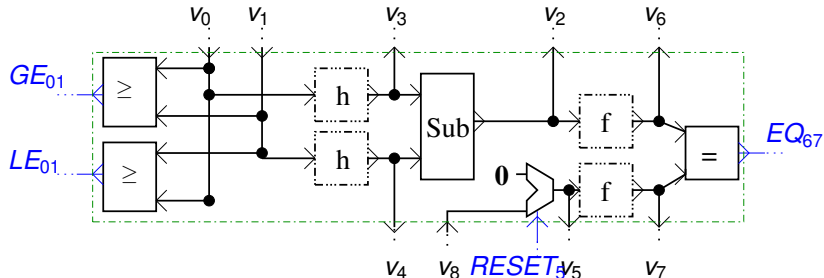 v0 v1 v3 v2 v6
GE01
≥
h
Sub
f
EQ67
LE01
≥
h
0
f
=
v4 v8 RESET5 v5 v7